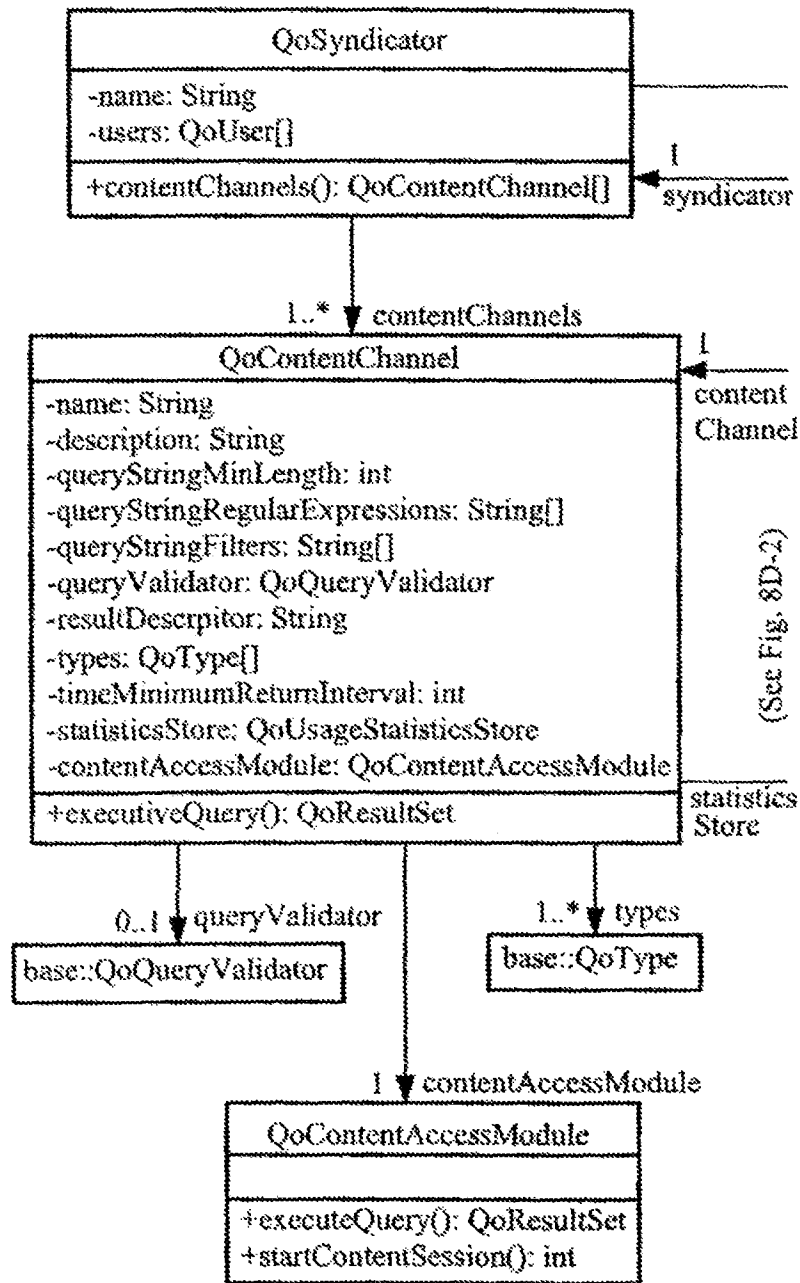 QoSyndicator
-name: String
-users: QoUser[]
+contentChannels(): QoContentChannel[]
1
syndicator
1..* contentChannels
QoContentChannel
1
content
Channel
-name: String
-description: String
-queryStringMinLength: int
-queryStringRegularExpressions: String[]
-queryStringFilters: String[]
-queryValidator: QoQueryValidator
-resultDescrpitor: String
-types: QoType[]
-timeMinimumReturnInterval: int
-statisticsStore: QoUsageStatisticsStore
-contentAccessModule: QoContentAccessModule
+executiveQuery(): QoResultSet
(See Fig. 8D-2)
statistics
Store
0..1 queryValidator
1..* types
base::QoQueryValidator
base::QoType
1 contentAccessModule
QoContentAccessModule
+executeQuery(): QoResultSet
+startContentSession(): int